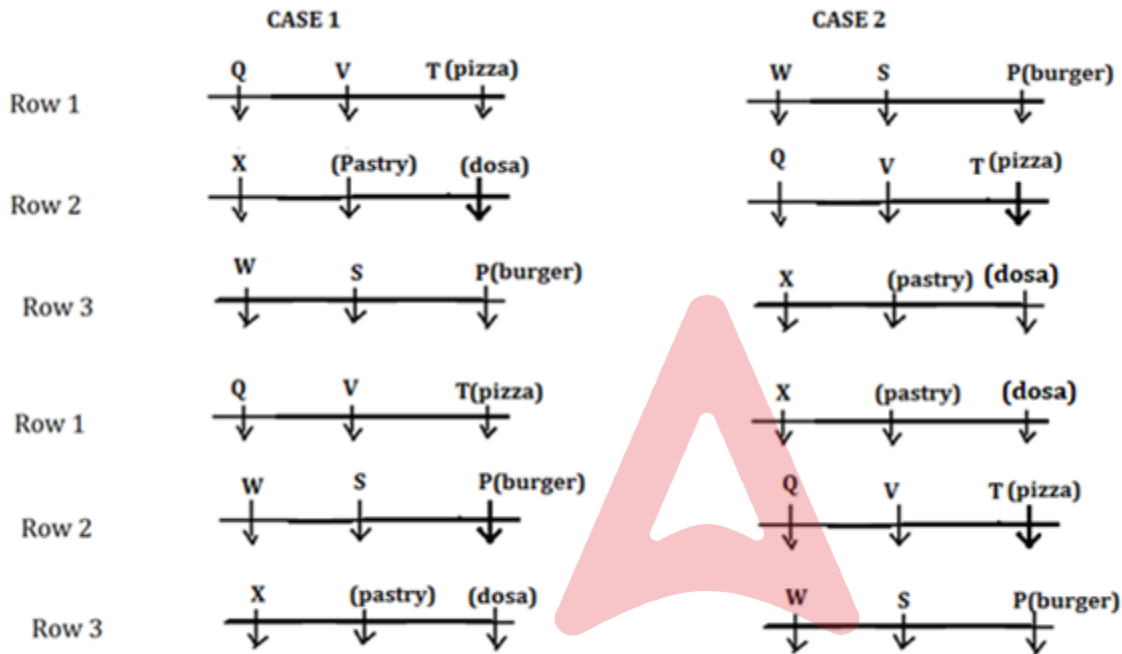 CASE 1 CASE 2
Q V T (pizza) W S P(burger)
Row 1
X (Pastry) (dosa) Q V T (pizza)
Row 2
W S P(burger) X (pastry) (dosa)
Row 3
Q V T(pizza) X (pastry) (dosa)
Row 1
W S P(burger) Q V T (pizza)
Row 2
X (pastry) (dosa) W S P(burger)
Row 3